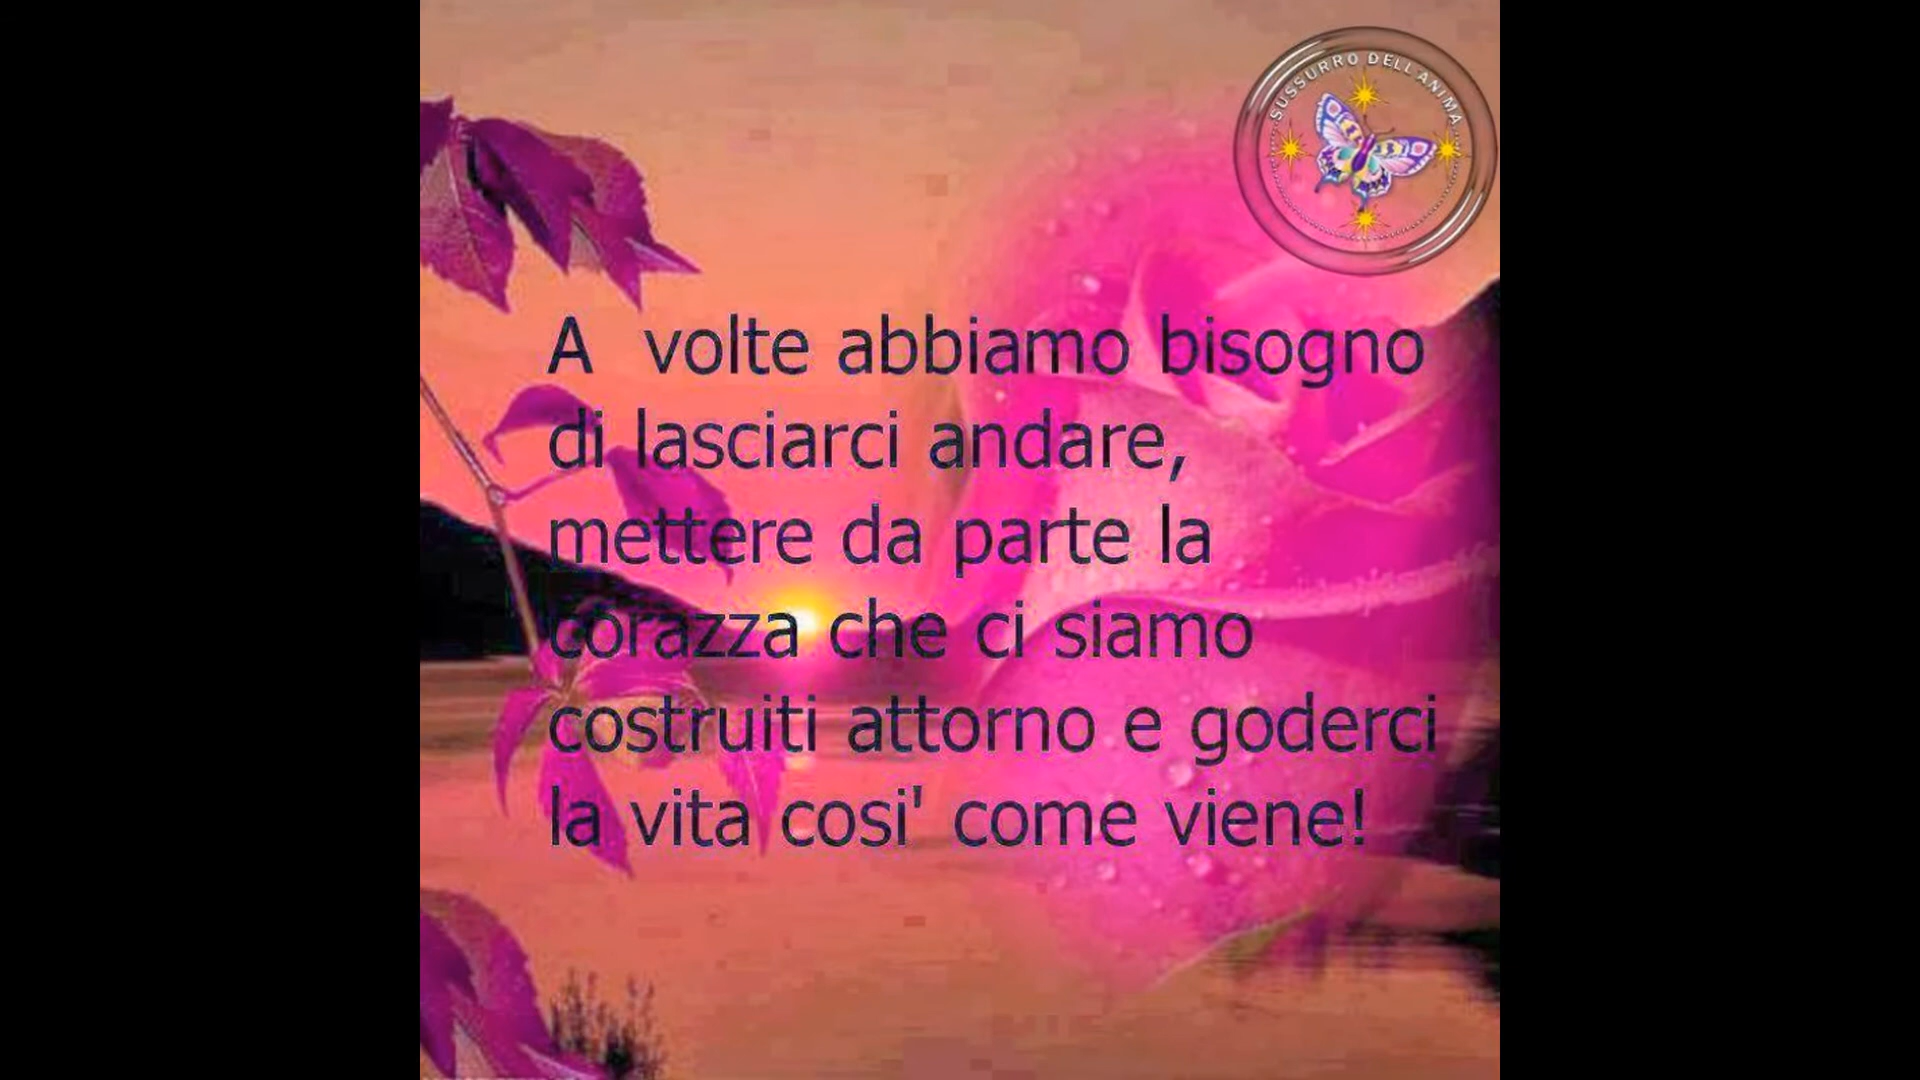 SUSSURRO DELL'ANIMA
A volte abbiamo bisogno
di lasciarci andare,
mettere da parte la
corazza che ci siamo
costruiti attorno e goderci
la vita cosi' come viene!